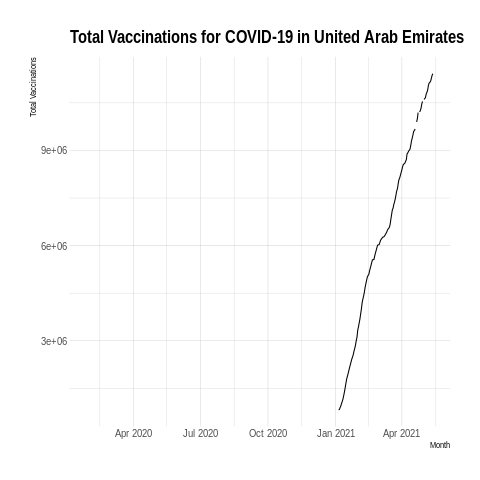 Total Vaccinations for COVID-19 in United Arab Emirates
Total Vaccinations
9e+06
6e+06
3e+06
Apr 2020 Jul 2020 Oct 2020 Jan 2021 Apr 2021
Month